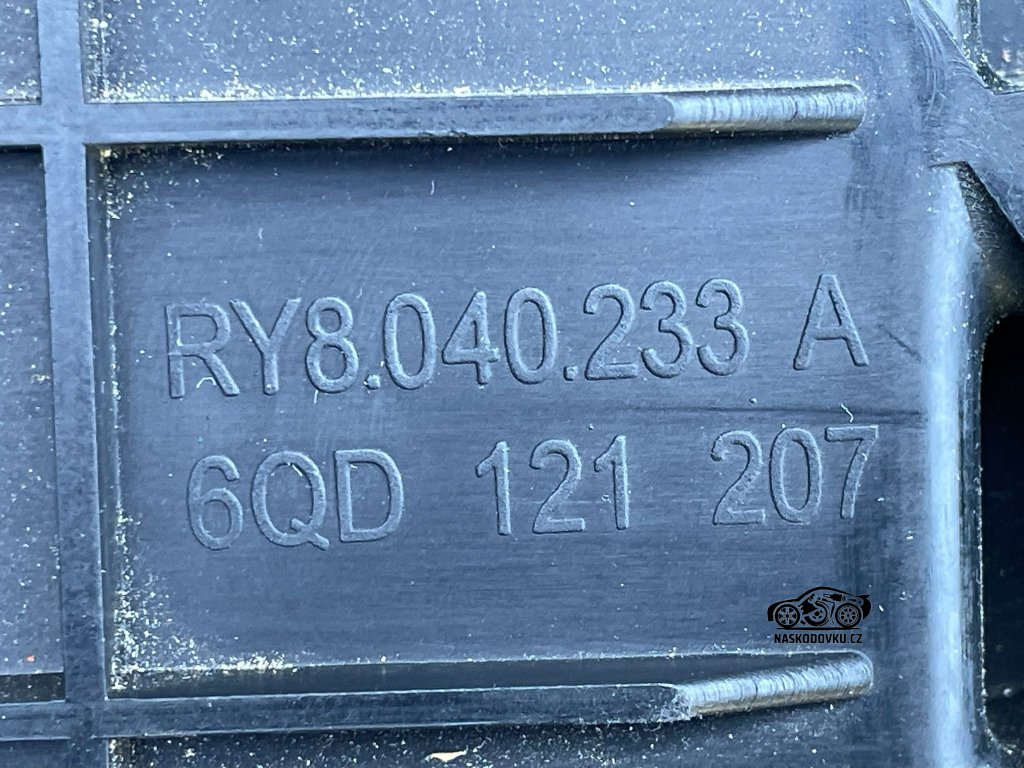 RY8.040.233 A
6QD 121 207
NASKODOVKU.CZ